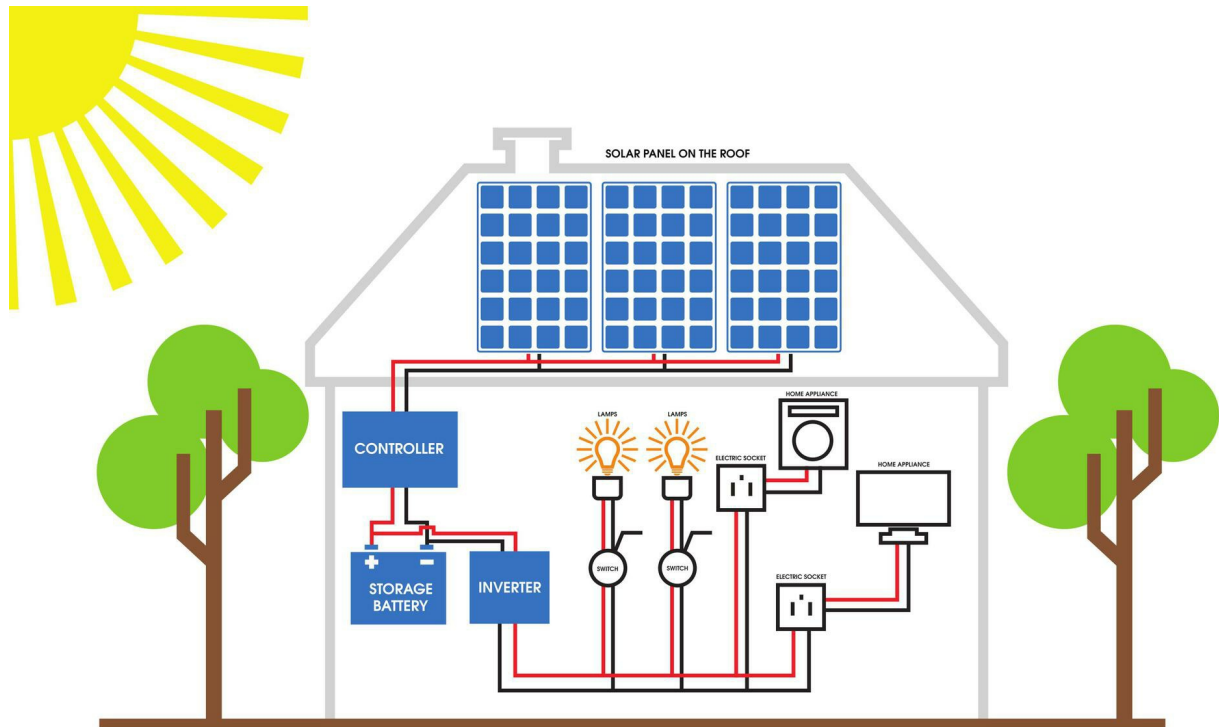 SOLAR PANEL ON THE ROOF
CONTROLLER
STORAGE
BATTERY
INVERTER
LAMPS
LAMPS
SWITCH
SWITCH
ELECTRIC SOCKET
HOME APPLIANCE
HOME APPLIANCE
ELECTRIC SOCKET